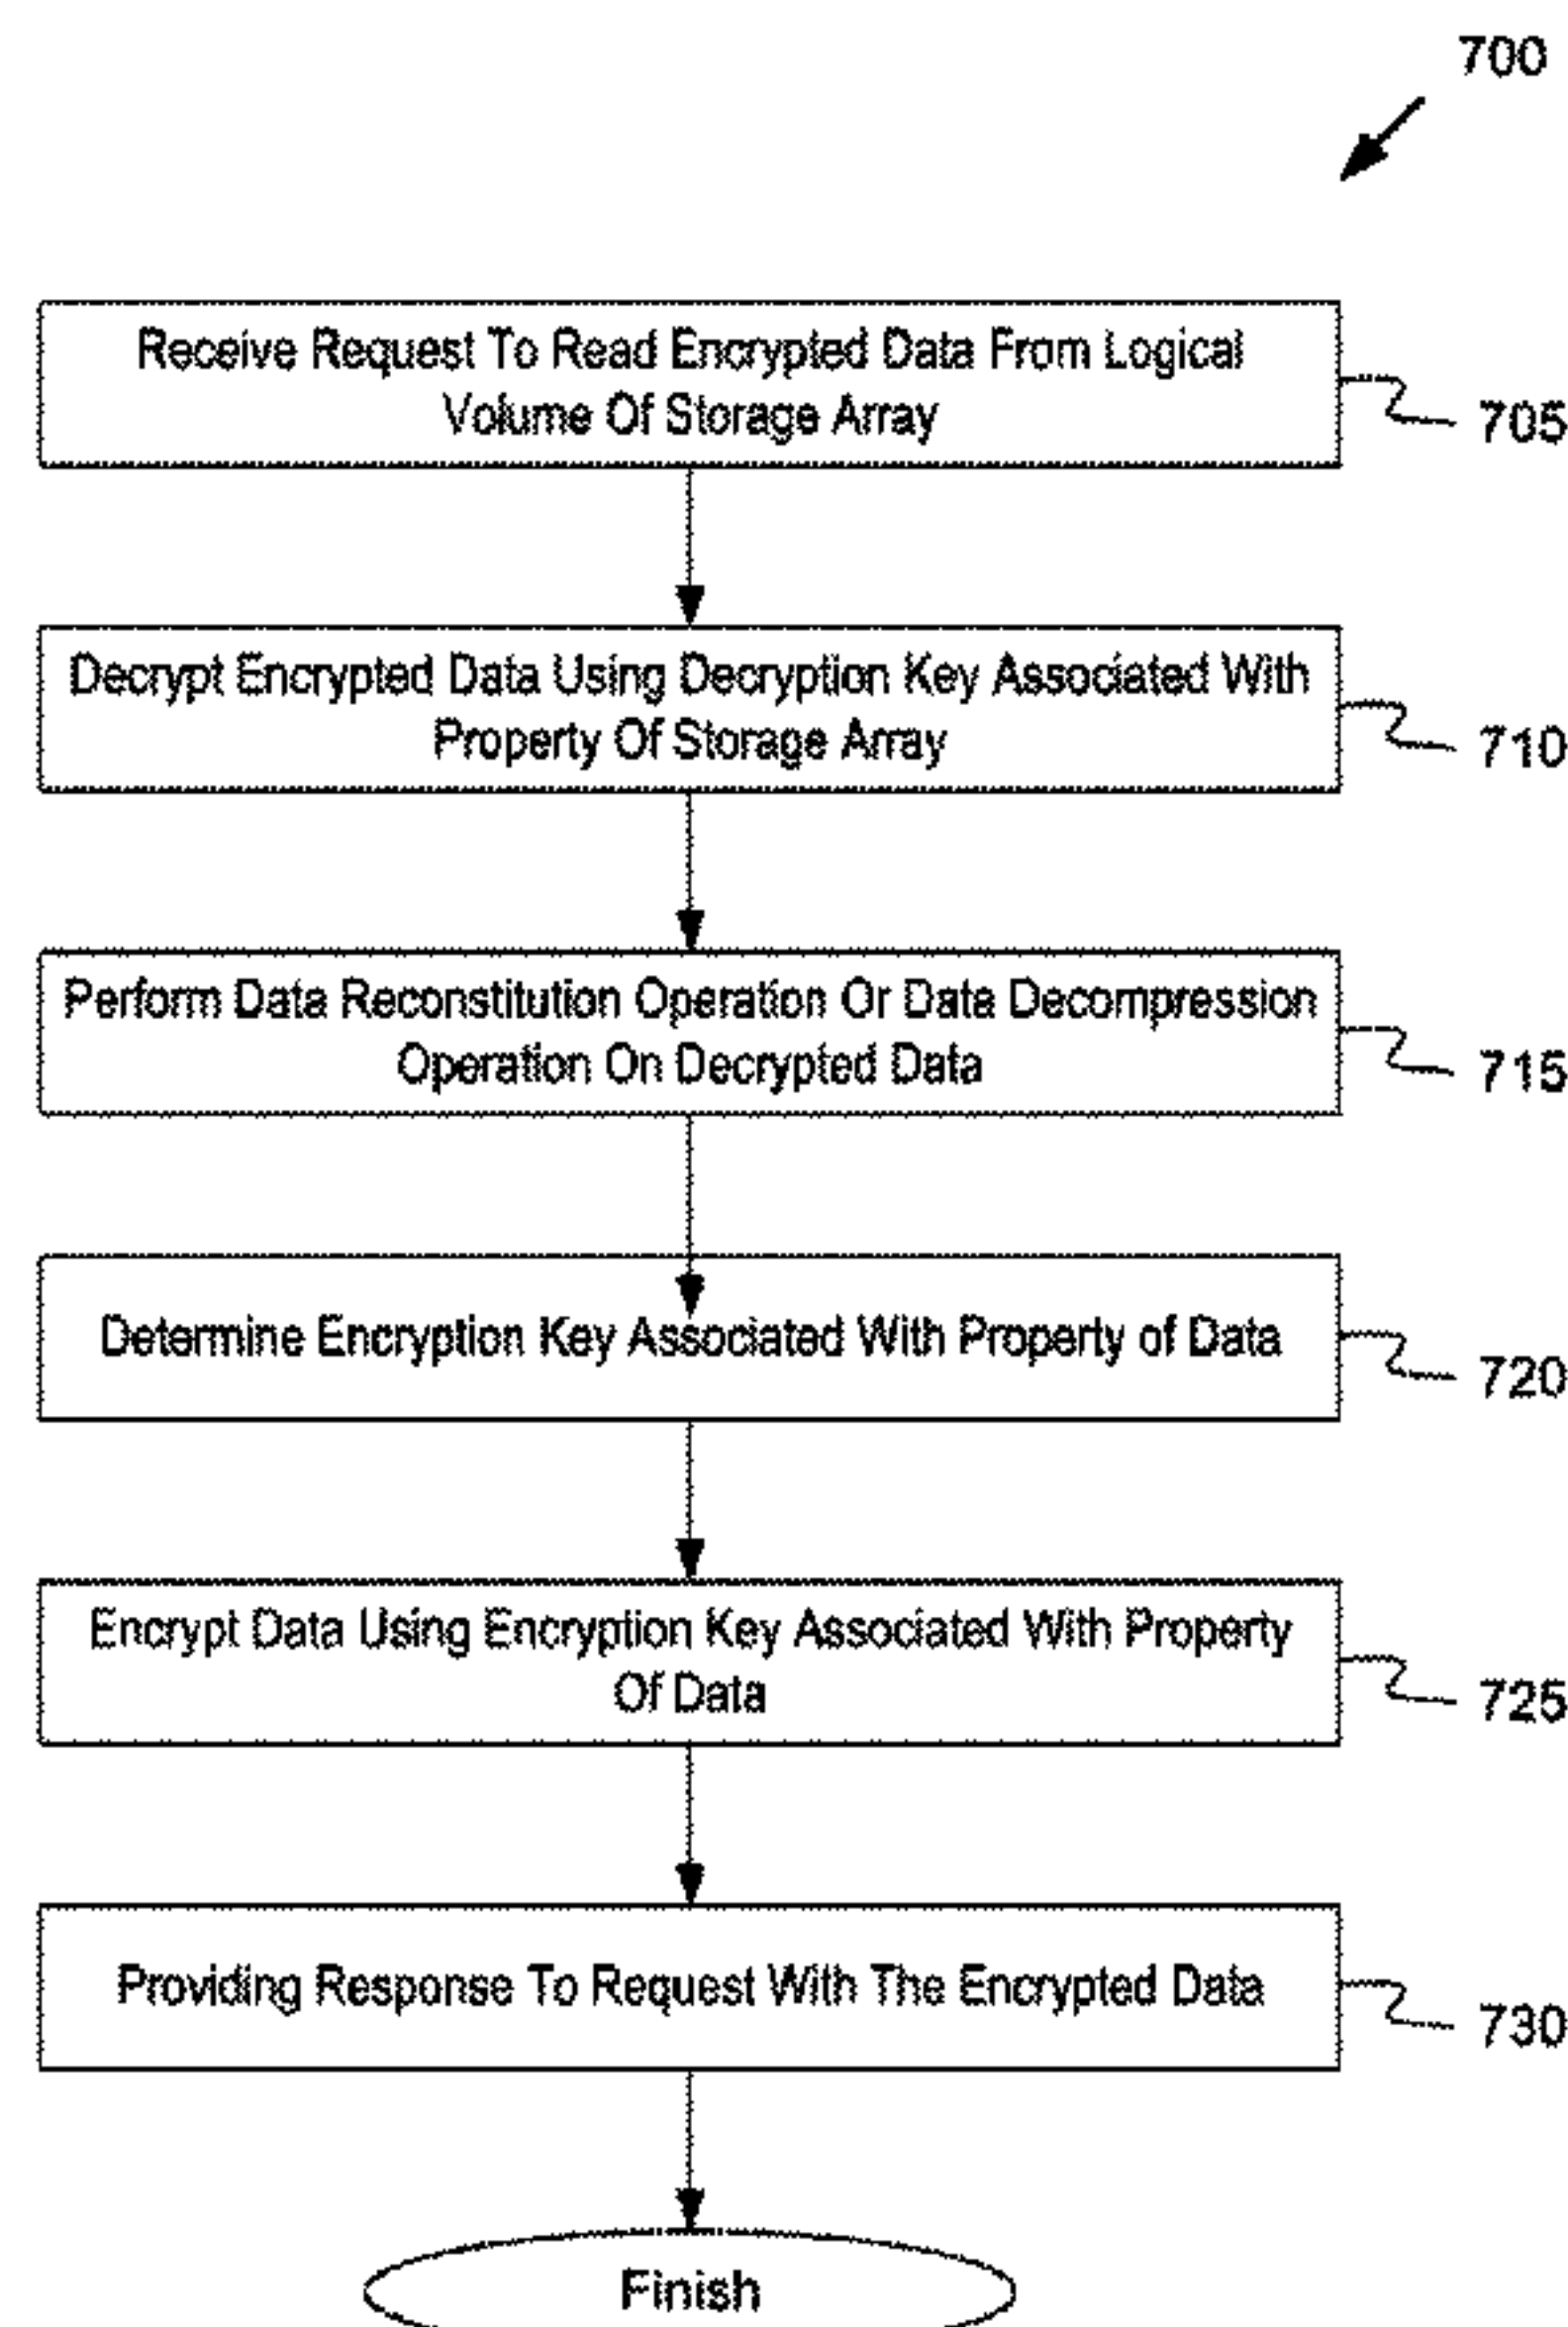 700
Receive Request To Read Encrypted Data From Logical
Volume Of Storage Array
705
Decrypt Encrypted Data Using Decryption Key Associated With
Property Of Storage Array
710
Perform Data Reconstitution Operation Or Data Decompression
Operation On Decrypted Data
715
Determine Encryption Key Associated With Property of Data
720
Encrypt Data Using Encryption Key Associated With Property
Of Data
725
Providing Response To Request With The Encrypted Data
730
Finish